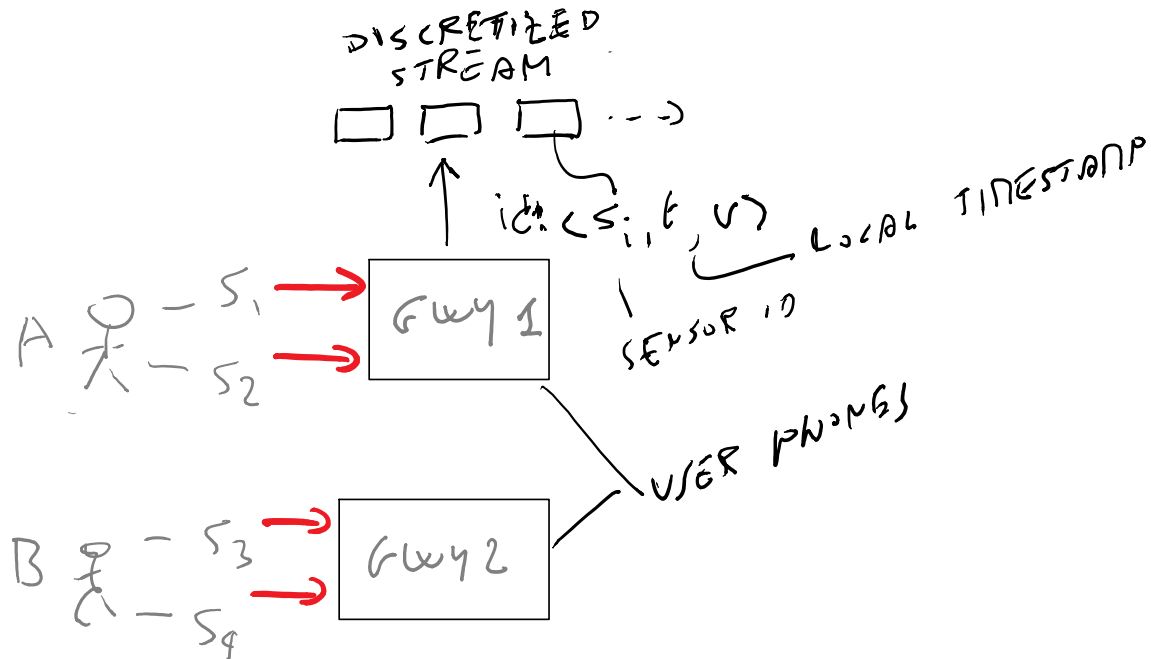 DISCRETIZED
STREAM
id: <Si, t, v>
LOCAL TIMESTAMP
SENSOR ID
A
S1
S2
GWY 1
USER PHONES
B
S3
S4
GWY 2